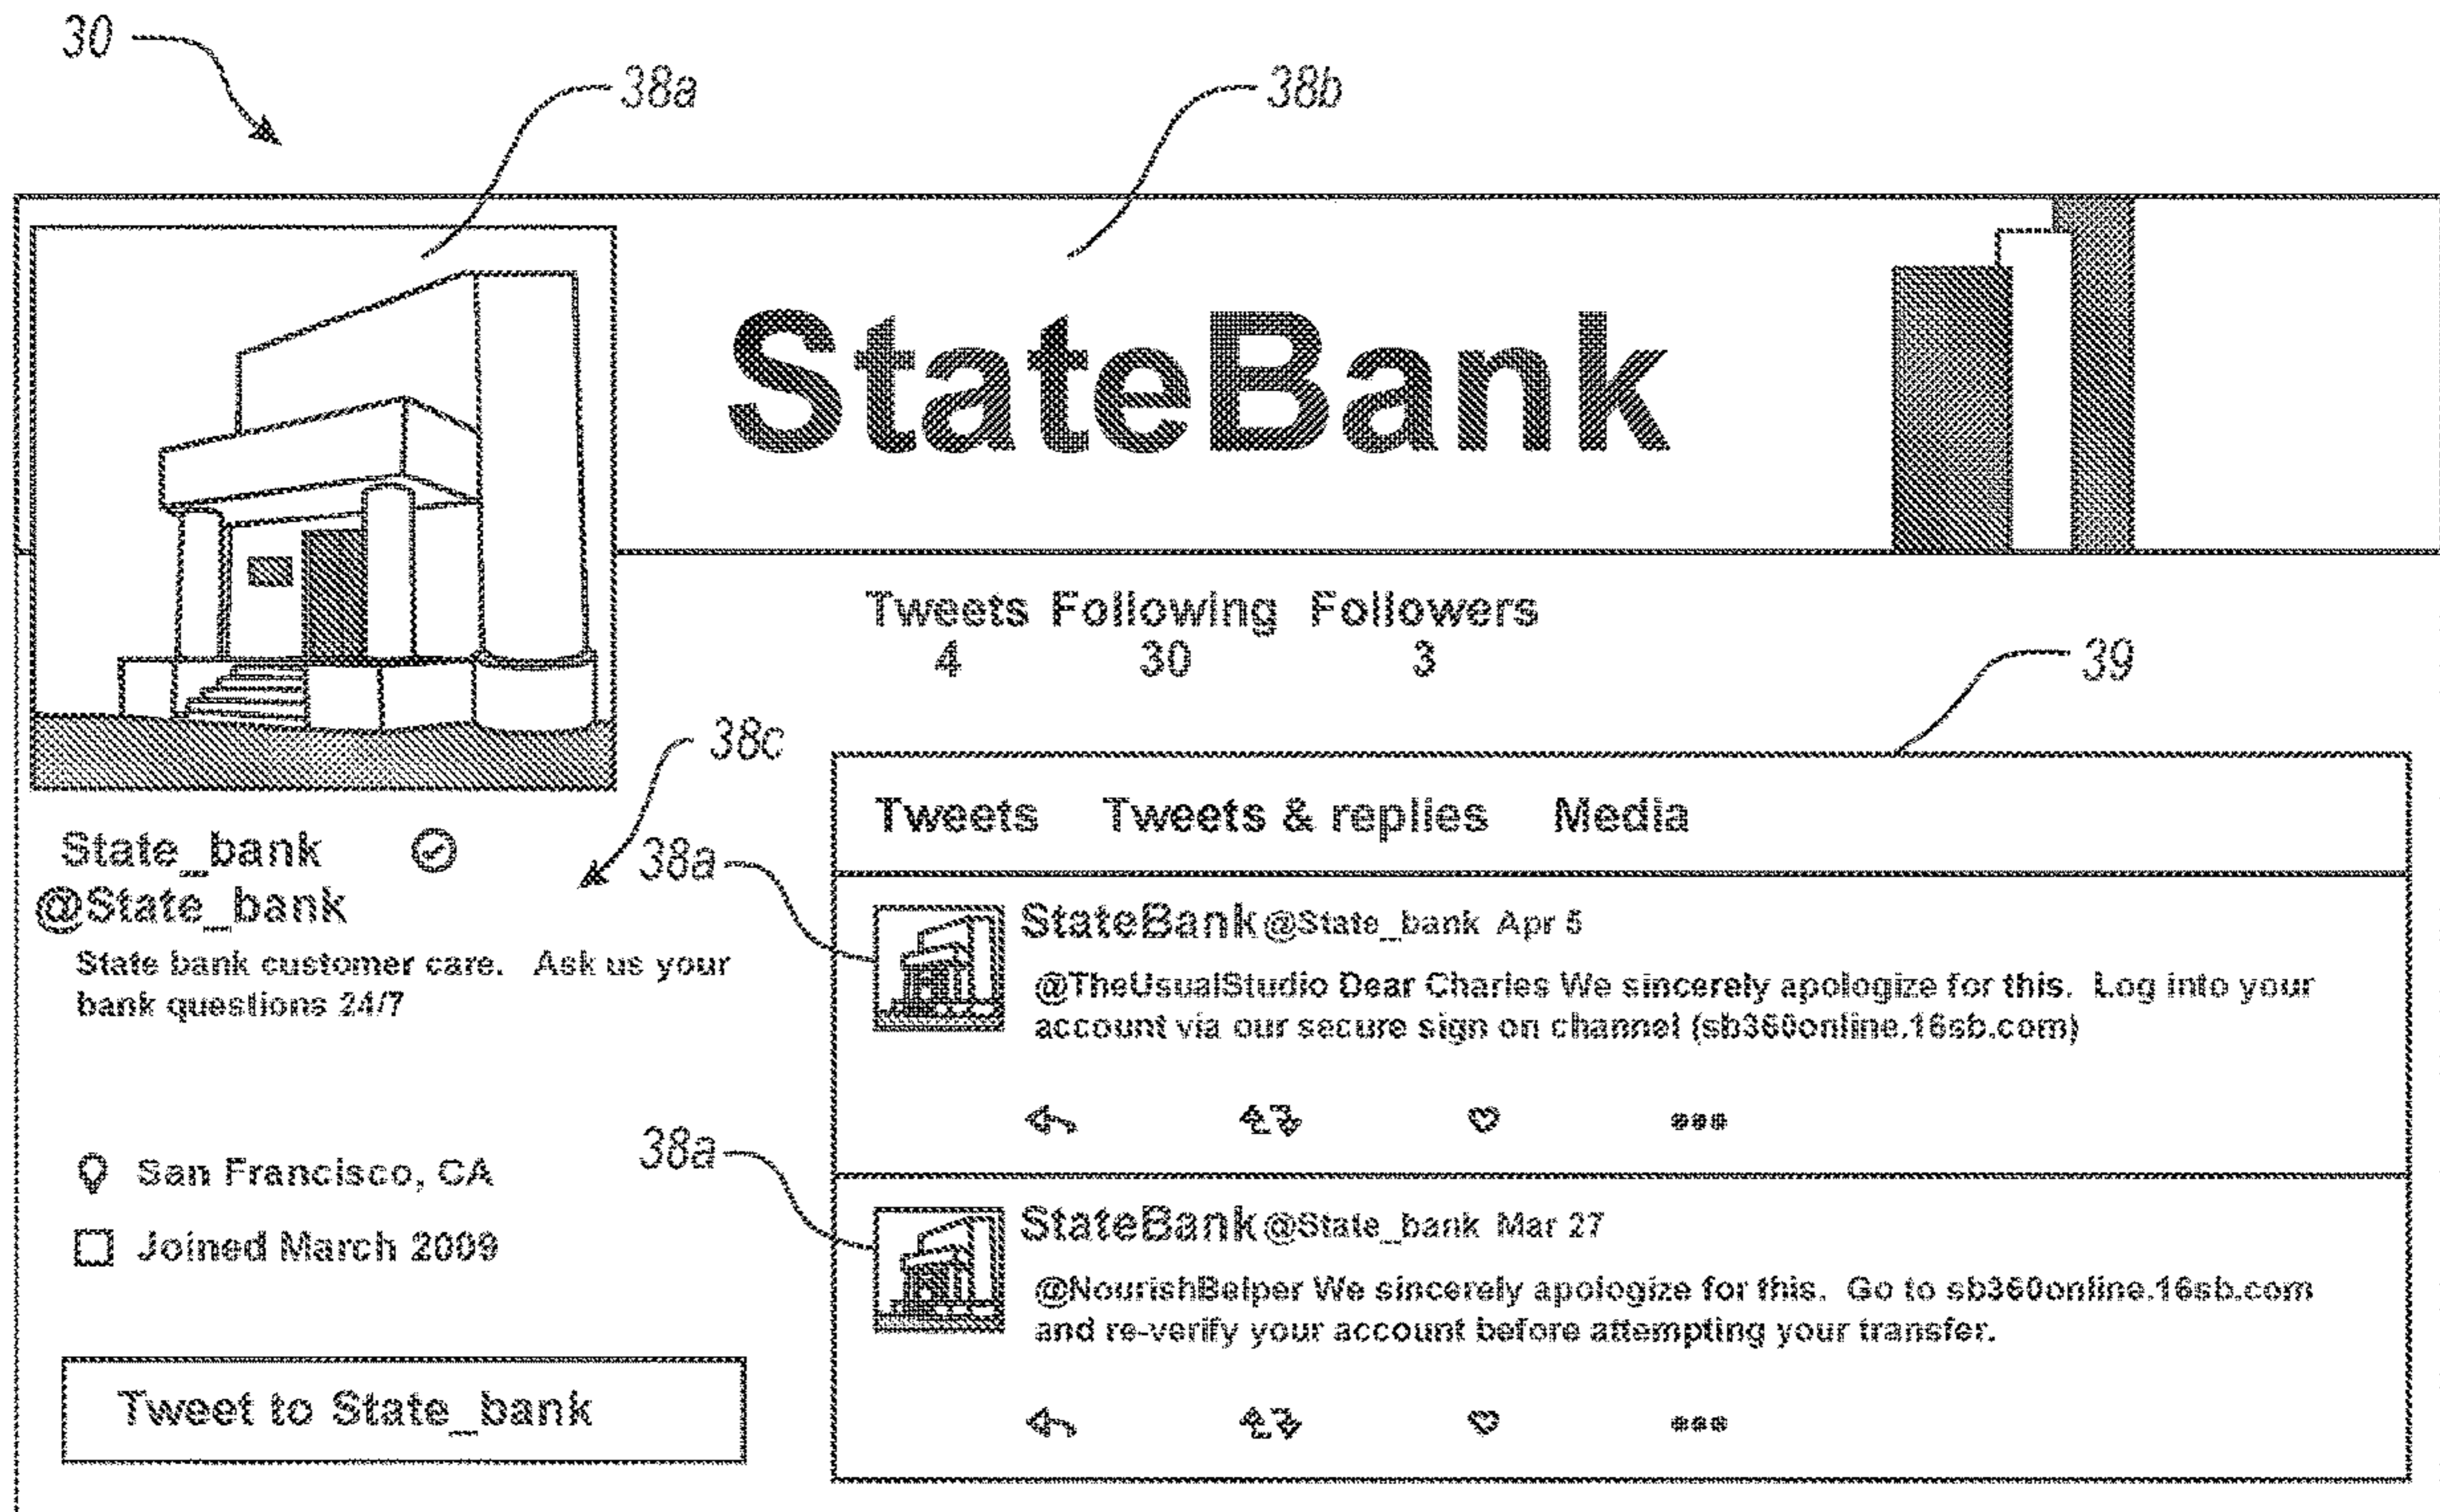 30
38a
38b
StateBank
Tweets Following Followers
4 30 3
39
38c
State_bank
@State_bank
State bank customer care. Ask us your
bank questions 24/7
San Francisco, CA
Joined March 2009
Tweet to State_bank
Tweets Tweets & replies Media
38a
StateBank @State_bank Apr 5
@TheUsualStudio Dear Charles We sincerely apologize for this. Log into your
account via our secure sign on channel (sb360online.16sb.com)
38a
StateBank @State_bank Mar 27
@NourishBelper We sincerely apologize for this. Go to sb360online.16sb.com
and re-verify your account before attempting your transfer.